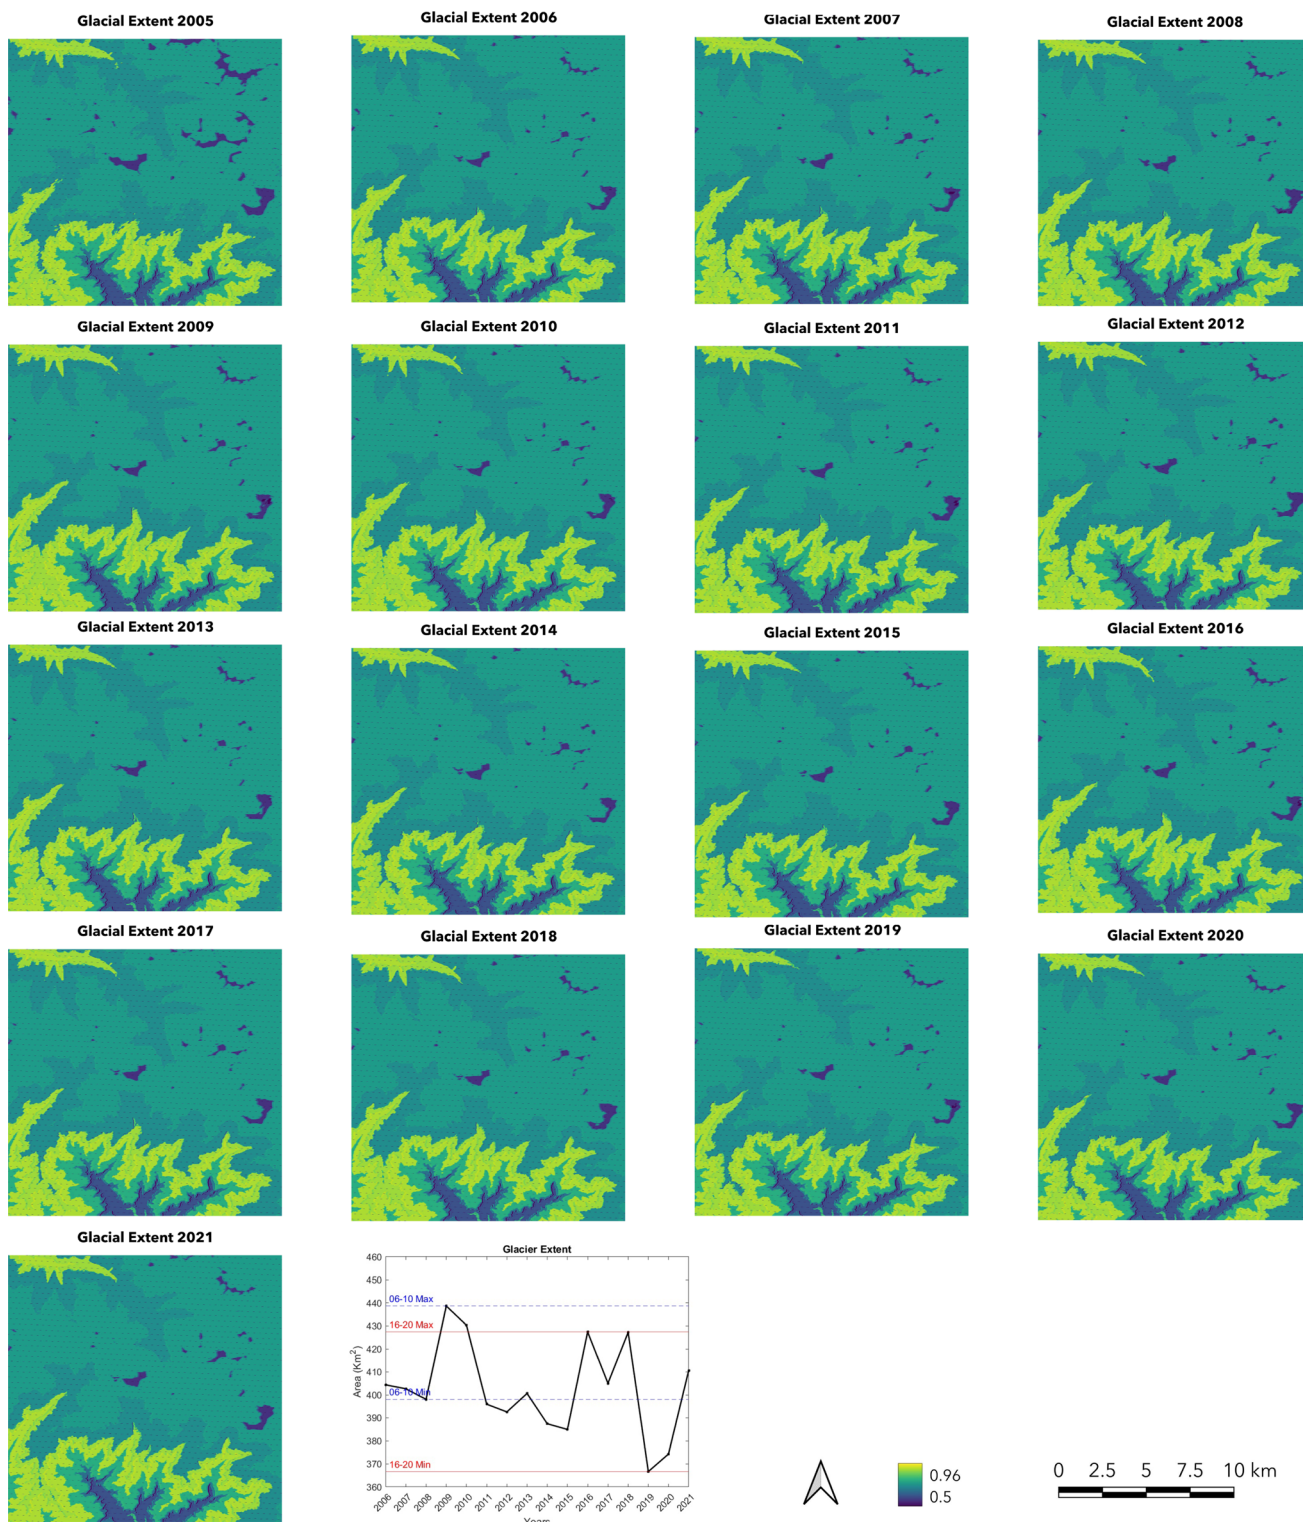 Glacial Extent 2005
Glacial Extent 2006
Glacial Extent 2007
Glacial Extent 2008
Glacial Extent 2009
Glacial Extent 2010
Glacial Extent 2011
Glacial Extent 2012
Glacial Extent 2013
Glacial Extent 2014
Glacial Extent 2015
Glacial Extent 2016
Glacial Extent 2017
Glacial Extent 2018
Glacial Extent 2019
Glacial Extent 2020
Glacial Extent 2021
Glacier Extent
460
450
440
430
420
410
400
390
380
370
360
Area (Km²)
06-10 Max
16-20 Max
06-10 Min
16-20 Min
2006
2007
2008
2009
2010
2011
2012
2013
2014
2015
2016
2017
2018
2019
2020
2021
Years
0.96
0.5
0 2.5 5 7.5 10 km